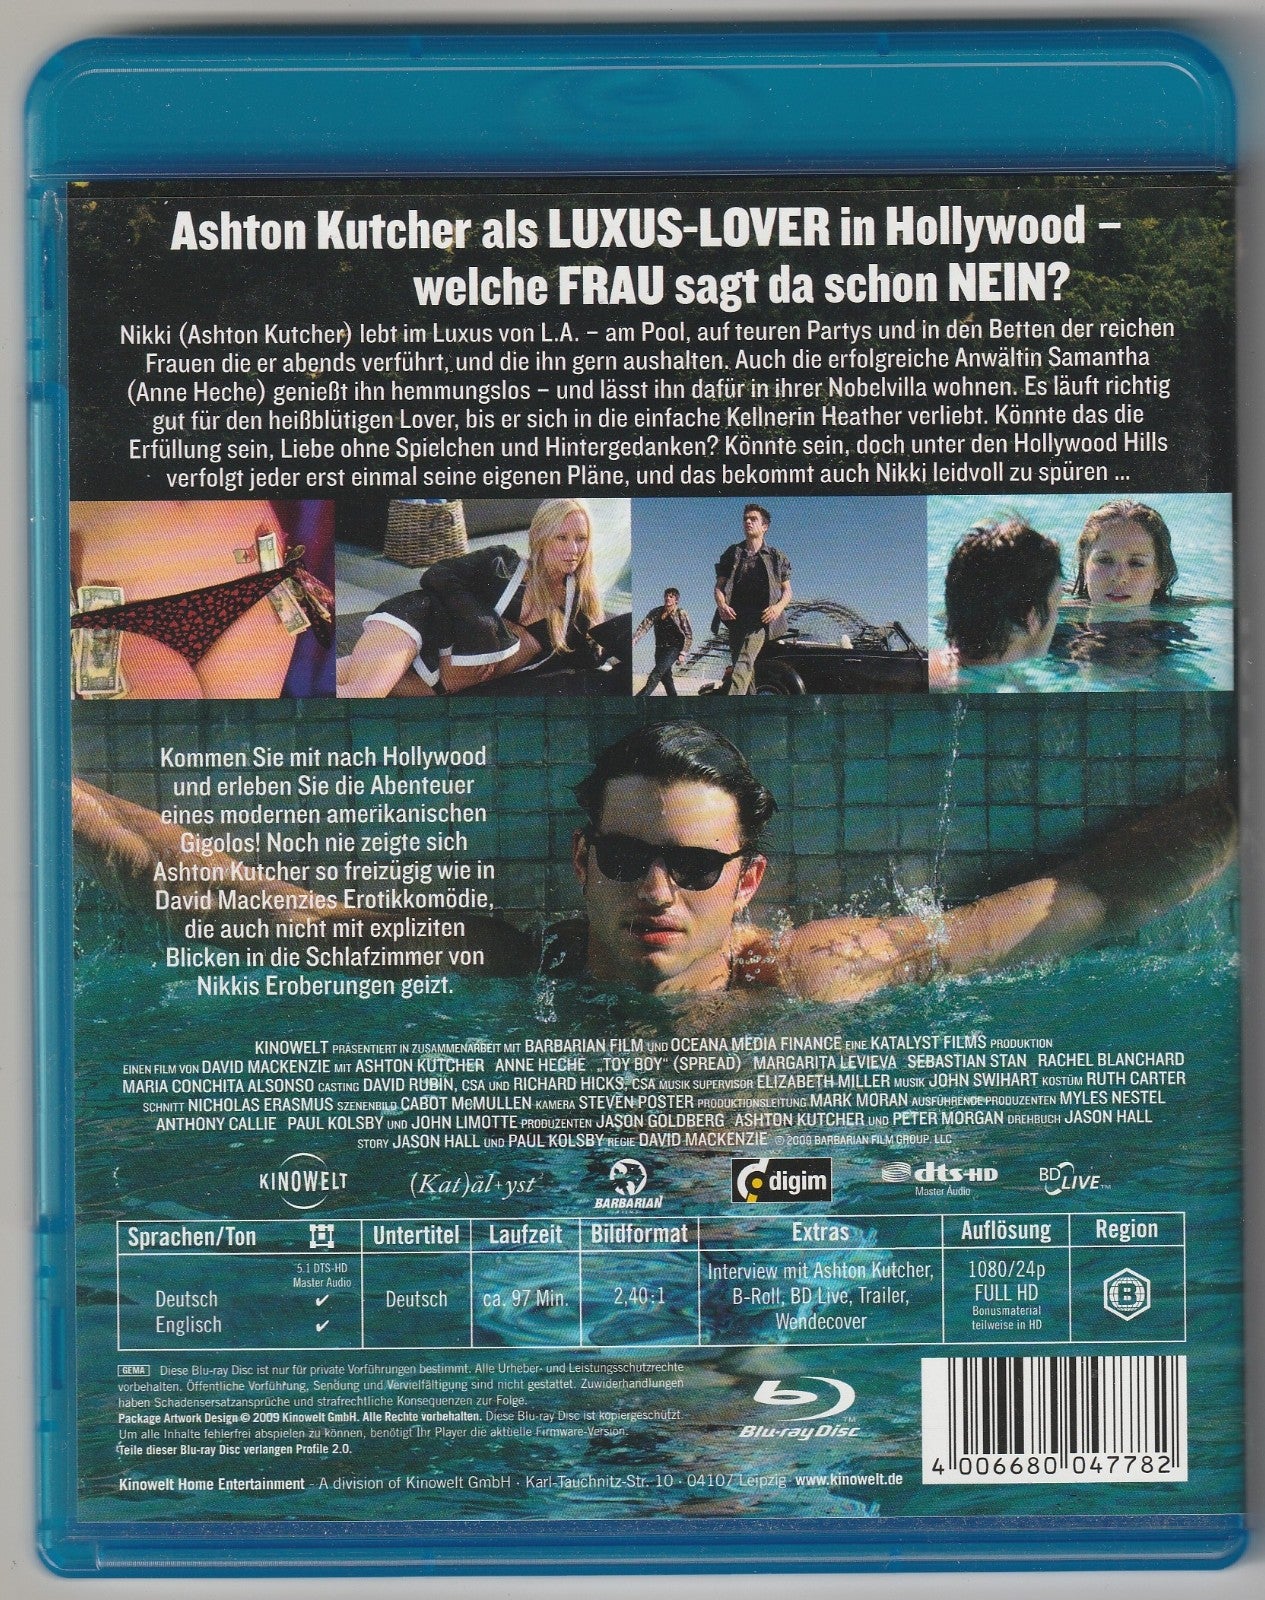 Ashton Kutcher als LUXUS-LOVER in Hollywood –
welche FRAU sagt da schon NEIN?
Nikki (Ashton Kutcher) lebt im Luxus von L.A. – am Pool, auf teuren Partys und in den Betten der reichen
Frauen die er abends verführt, und die ihn gern aushalten. Auch die erfolgreiche Anwältin Samantha
(Anne Heche) genießt ihn hemmungslos – und lässt ihn dafür in ihrer Nobelvilla wohnen. Es läuft richtig
gut für den heißblütigen Lover, bis er sich in die einfache Kellnerin Heather verliebt. Könnte das die
Erfüllung sein, Liebe ohne Spielchen und Hintergedanken? Könnte sein, doch unter den Hollywood Hills
verfolgt jeder erst einmal seine eigenen Pläne, und das bekommt auch Nikki leidvoll zu spüren ...
Kommen Sie mit nach Hollywood
und erleben Sie die Abenteuer
eines modernen amerikanischen
Gigolos! Noch nie zeigte sich
Ashton Kutcher so freizügig wie in
David Mackenzies Erotikkomödie,
die auch nicht mit expliziten
Blicken in die Schlafzimmer von
Nikkis Eroberungen geizt.
KINOWELT PRÄSENTIERT IN ZUSAMMENARBEIT MIT BARBARIAN FILM UND OCEANA MEDIA FINANCE EINE KATALYST FILMS PRODUKTION
EINEN FILM VON DAVID MACKENZIE MIT ASHTON KUTCHER ANNE HECHE „TOY BOY" (SPREAD) MARGARITA LEVIEVA SEBASTIAN STAN RACHEL BLANCHARD
MARIA CONCHITA ALSONSO CASTING DAVID RUBIN, CSA UND RICHARD HICKS, CSA MUSIK SUPERVISOR ELIZABETH MILLER MUSIK JOHN SWIHART KOSTÜM RUTH CARTER
SCHNITT NICHOLAS ERASMUS SZENENBILD CABOT McMULLEN KAMERA STEVEN POSTER PRODUKTIONSLEITUNG MARK MORAN AUSFÜHRENDE PRODUZENTEN MYLES NESTEL
ANTHONY CALLIE PAUL KOLSBY UND JOHN LIMOTTE PRODUZENTEN JASON GOLDBERG ASHTON KUTCHER UND PETER MORGAN DREHBUCH JASON HALL
STORY JASON HALL UND PAUL KOLSBY REGIE DAVID MACKENZIE © 2008 BARBARIAN FILM GROUP, LLC
KINOWELT (Kat)äl+yst BARBARIAN FILMS digim dts-HD Master Audio BD LIVE™
Sprachen/Ton Untertitel Laufzeit Bildformat Extras Auflösung Region
5.1 DTS-HD
Master Audio
Deutsch ✔
Englisch ✔
Deutsch
ca. 97 Min.
2,40:1
Interview mit Ashton Kutcher,
B-Roll, BD Live, Trailer,
Wendecover
1080/24p
FULL HD
Bonusmaterial
teilweise in HD
B
GEMA Diese Blu-ray Disc ist nur für private Vorführungen bestimmt. Alle Urheber- und Leistungsschutzrechte
vorbehalten. Öffentliche Vorführung, Sendung und Vervielfältigung sind nicht gestattet. Zuwiderhandlungen
haben Schadensersatzansprüche und strafrechtliche Konsequenzen zur Folge.
Package Artwork Design © 2009 Kinowelt GmbH. Alle Rechte vorbehalten. Diese Blu-ray Disc ist kopiergeschützt.
Um alle Inhalte fehlerfrei abspielen zu können, benötigt Ihr Player die aktuelle Firmware-Version.
Teile dieser Blu-ray Disc verlangen Profile 2.0.
Kinowelt Home Entertainment - A division of Kinowelt GmbH · Karl-Tauchnitz-Str. 10 · 04107 Leipzig www.kinowelt.de
Blu-ray Disc™
4 006680 047782